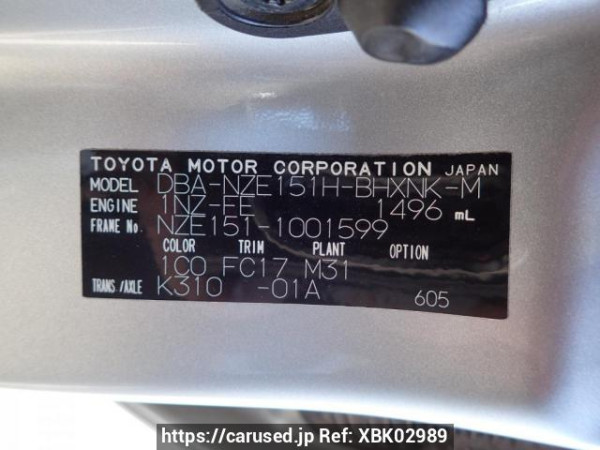 TOYOTA MOTOR CORPORATION JAPAN
MODEL DBA-NZE151H-BHXNK-M
ENGINE 1NZ-FE 1496 mL
FRAME No. NZE151-1001599
COLOR TRIM PLANT OPTION
1C0 FC17 M31
TRANS/AXLE K310 -01A 605
https://carused.jp Ref: XBK02989